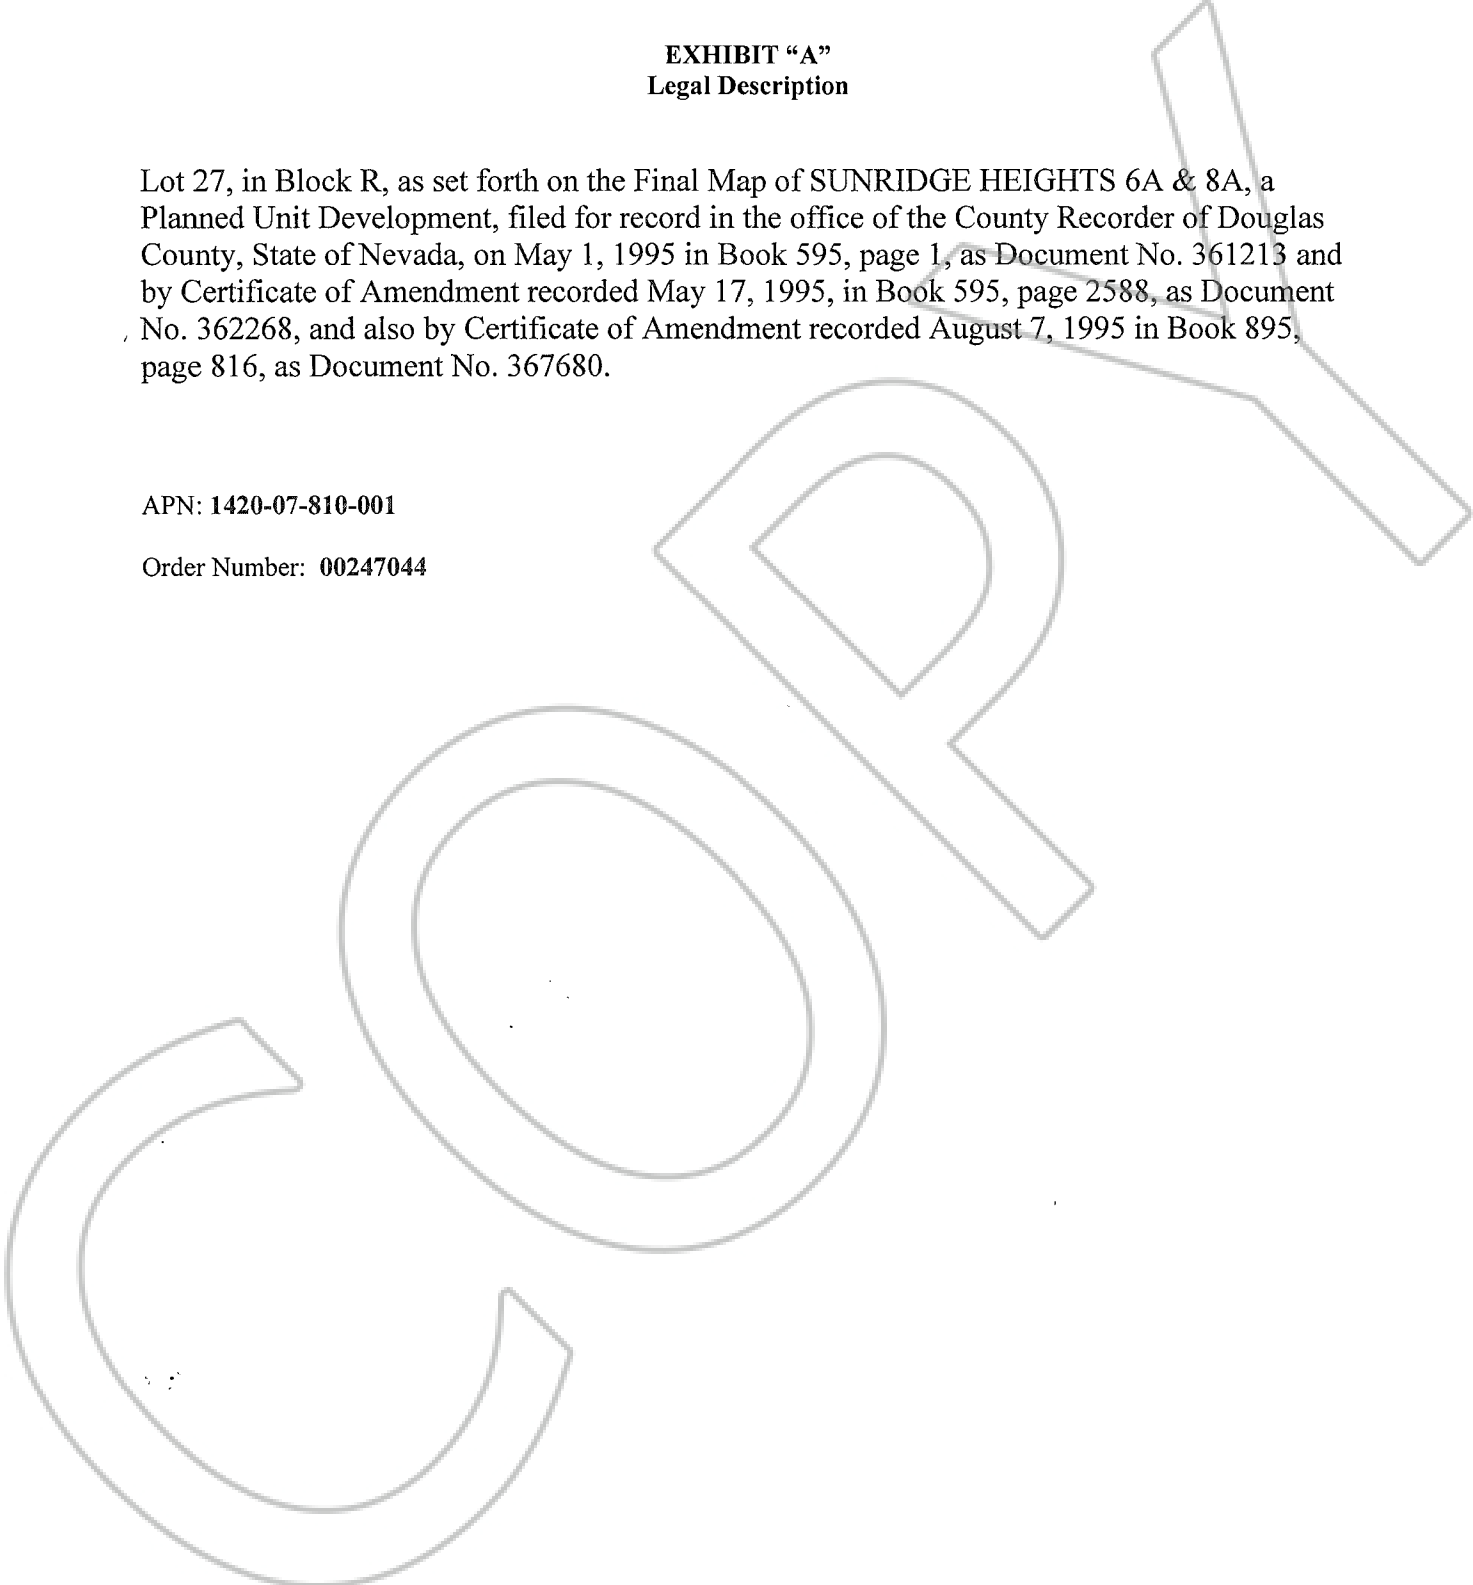 EXHIBIT “A”
Legal Description
Lot 27, in Block R, as set forth on the Final Map of SUNRIDGE HEIGHTS 6A & 8A, a
Planned Unit Development, filed for record in the office of the County Recorder of Douglas
County, State of Nevada, on May 1, 1995 in Book 595, page 1, as Document No. 361213 and
by Certificate of Amendment recorded May 17, 1995, in Book 595, page 2588, as Document
No. 362268, and also by Certificate of Amendment recorded August 7, 1995 in Book 895,
page 816, as Document No. 367680.
APN: 1420-07-810-001
Order Number: 00247044
COPY